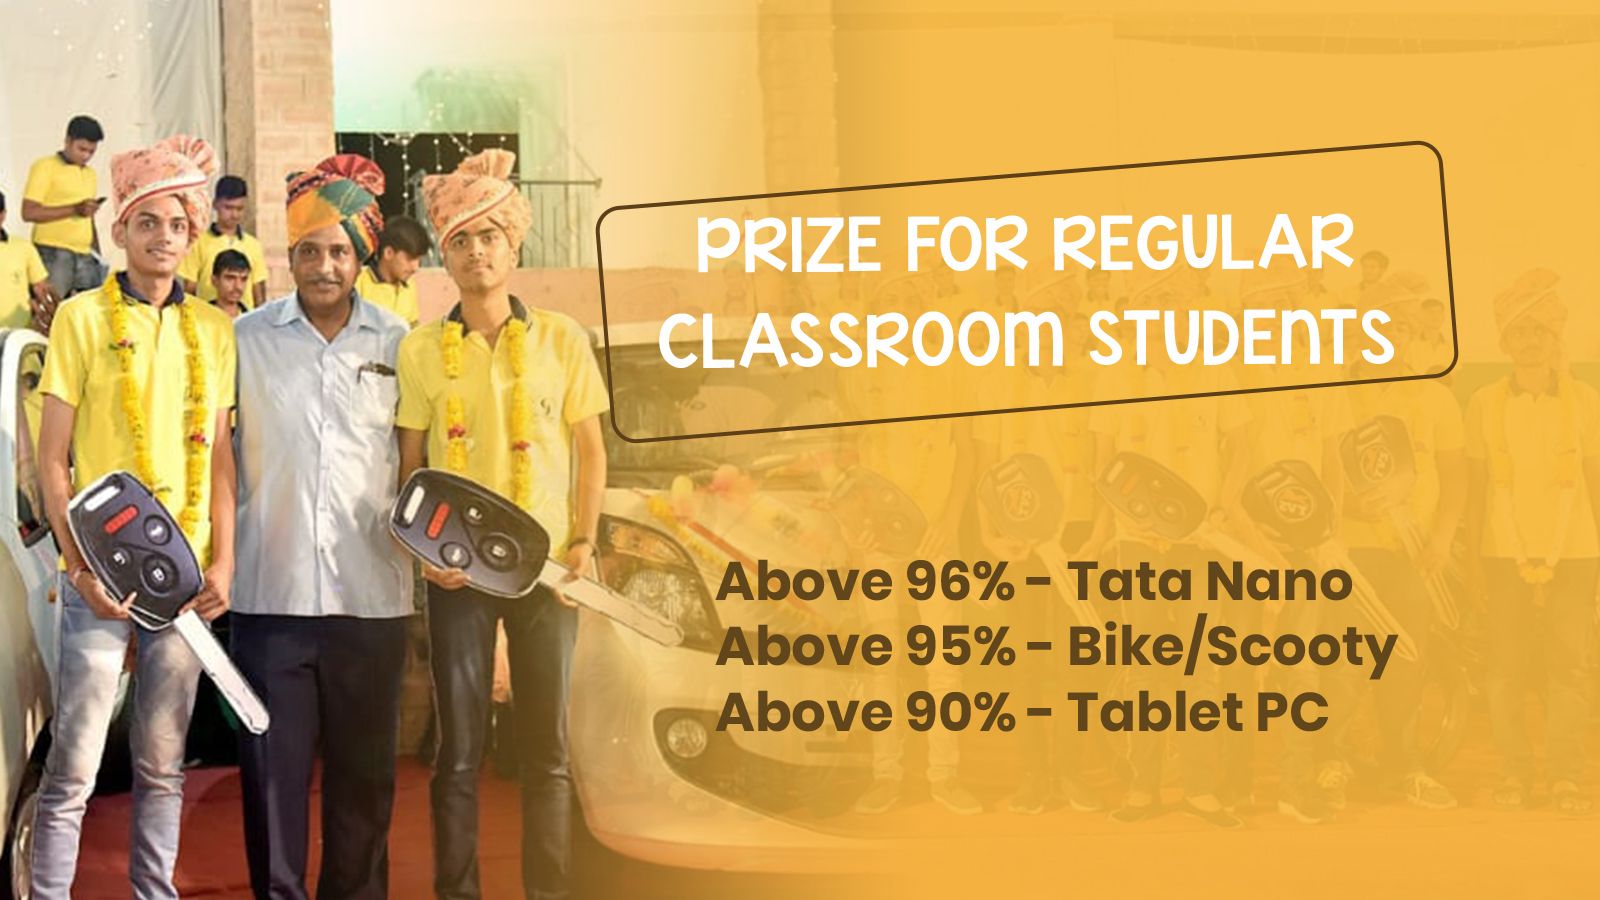 PRIZE FOR REGULAR
CLASSROOM STUDENTS
Above 96% - Tata Nano
Above 95% - Bike/Scooty
Above 90% - Tablet PC